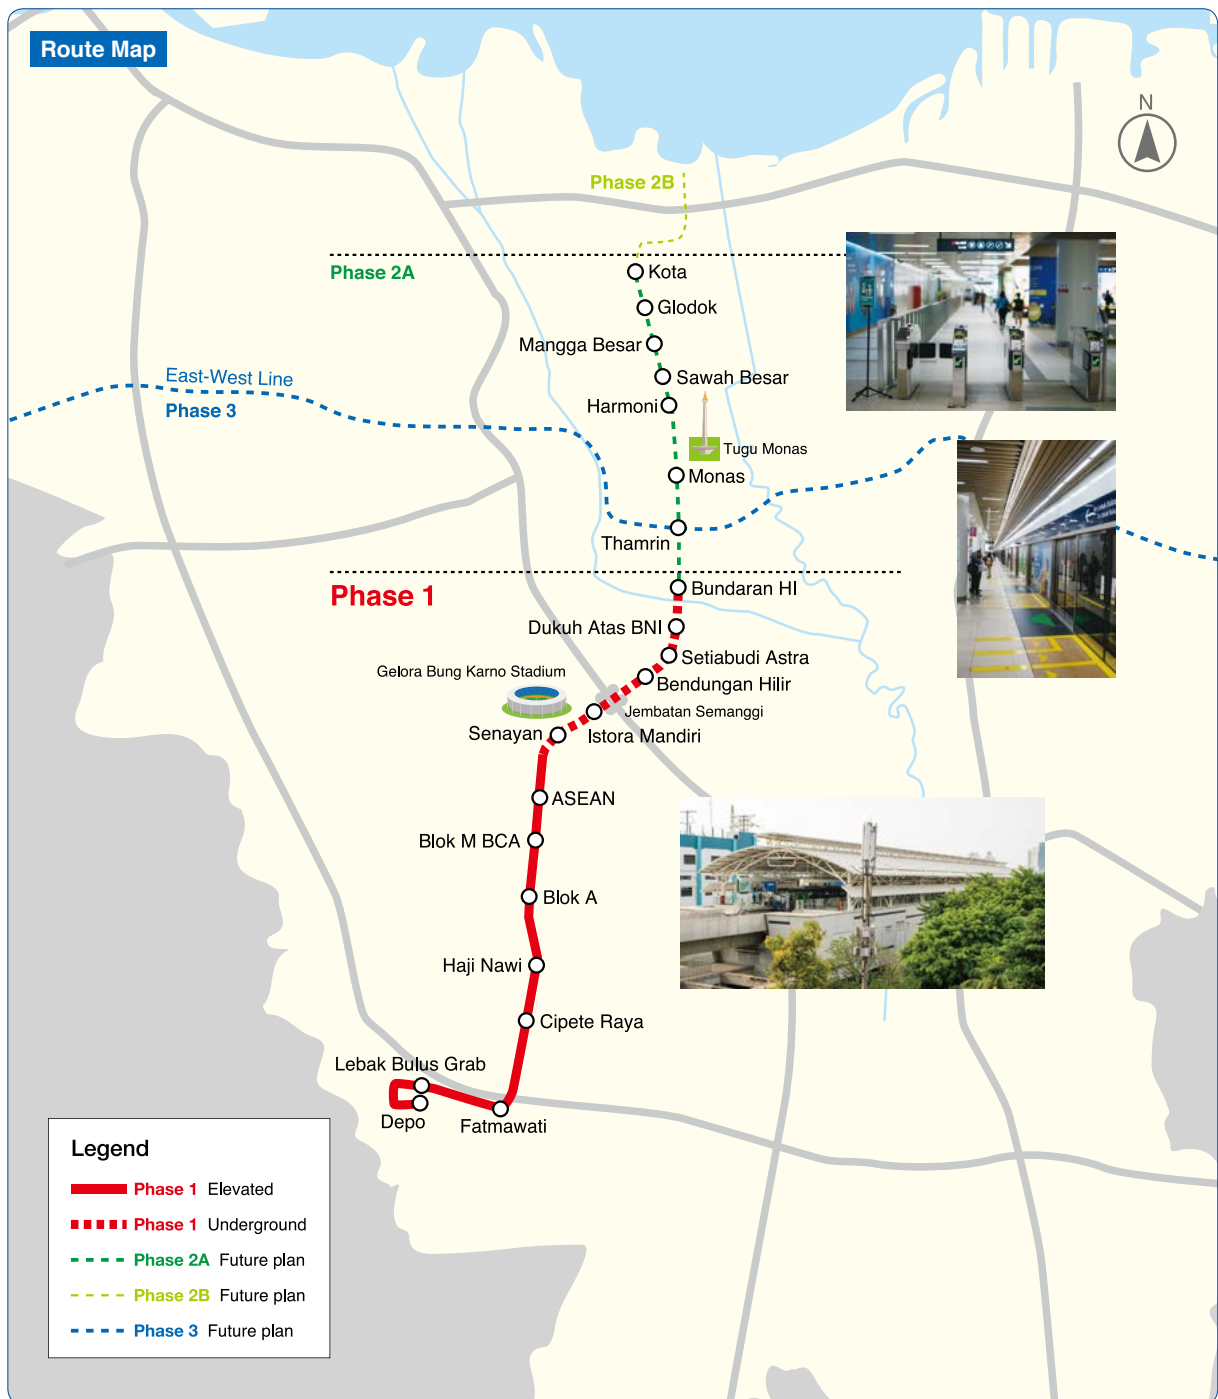 Route Map
N
Phase 2B
Phase 2A
Kota
Glodok
Mangga Besar
Sawah Besar
East-West Line
Phase 3
Harmoni
Tugu Monas
Monas
Thamrin
Phase 1
Bundaran HI
Dukuh Atas BNI
Setiabudi Astra
Gelora Bung Karno Stadium
Bendungan Hilir
Jembatan Semanggi
Senayan
Istora Mandiri
ASEAN
Blok M BCA
Blok A
Haji Nawi
Cipete Raya
Lebak Bulus Grab
Depo
Fatmawati
Legend
Phase 1 Elevated
Phase 1 Underground
Phase 2A Future plan
Phase 2B Future plan
Phase 3 Future plan